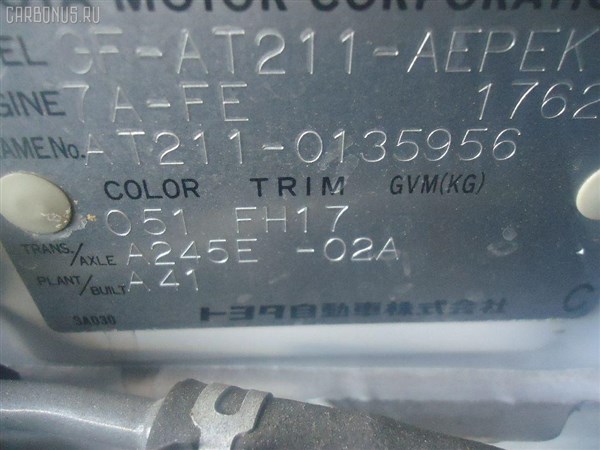 CARBONUS.RU
MOTOR CORPORATION
EL GF-AT211-AEPEK
GINE 7A-FE 1762
AME No. AT211-0135956
COLOR TRIM GVM(KG)
051 FH17
TRANS./AXLE A245E -02A
PLANT/BUILT A41
トヨタ自動車株式会社
9A030 C